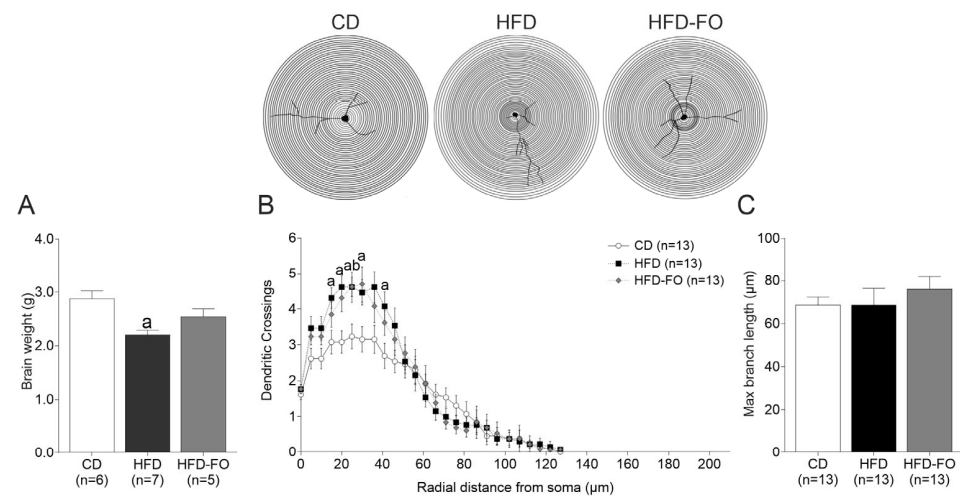 CD HFD HFD-FO
A
Brain weight (g)
4.0
3.0
2.0
1.0
0.0
a
CD HFD HFD-FO
(n=6) (n=7) (n=5)
B
Dendritic Crossings
6
5
4
3
2
1
0
a a ab a a
CD (n=13)
HFD (n=13)
HFD-FO (n=13)
0 20 40 60 80 100 120 140 160 180 200
Radial distance from soma (µm)
C
Max branch length (µm)
100
80
60
40
20
0
CD HFD HFD-FO
(n=13) (n=13) (n=13)